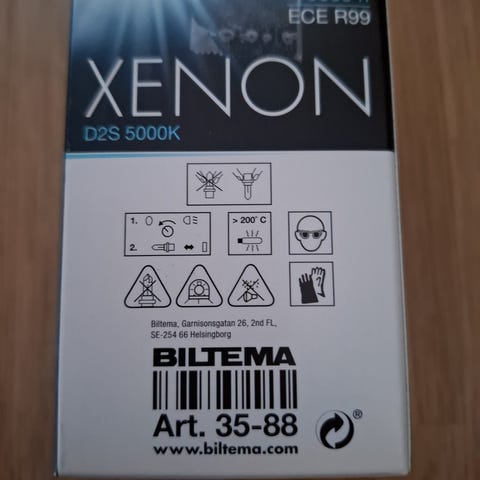 ECE R99
XENON
D2S 5000K
1.
> 200° C
2.
Biltema, Garnisonsgatan 26, 2nd FL,
SE-254 66 Helsingborg
BILTEMA
Art. 35-88
®
www.biltema.com